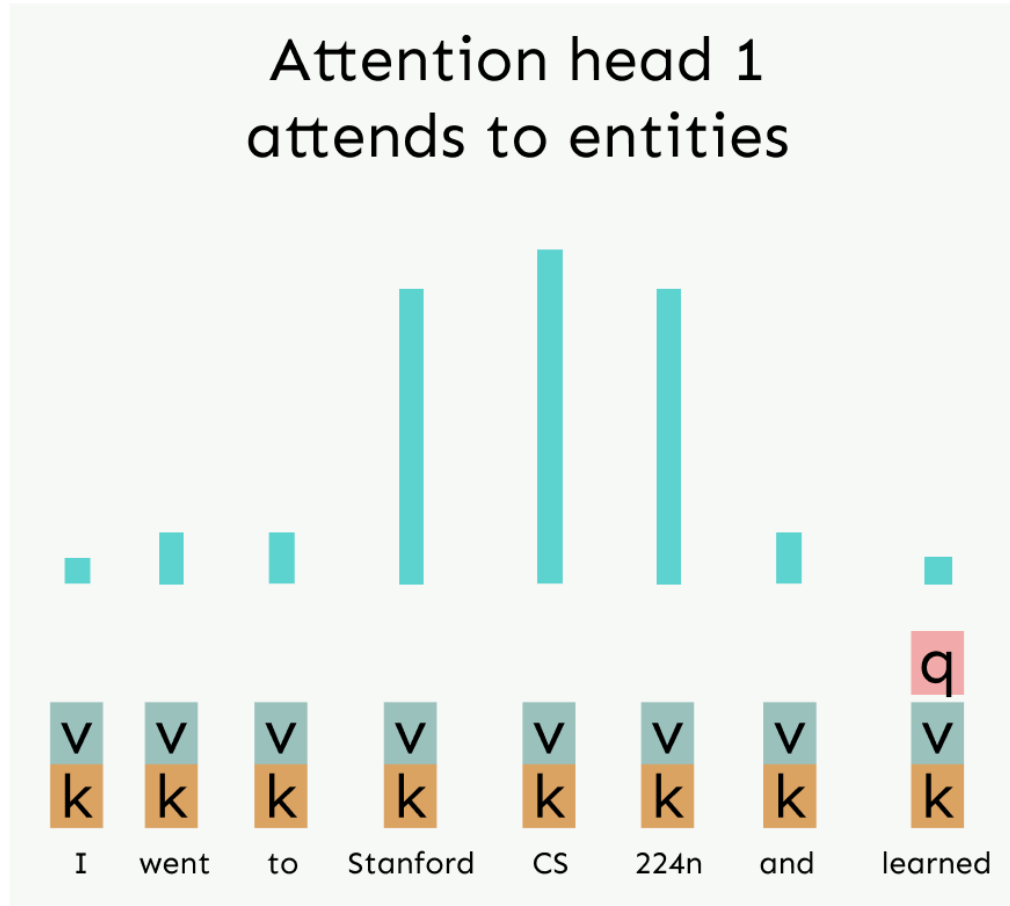 Attention head 1
attends to entities
q
v v v v v v v v
k k k k k k k k
I went to Stanford CS 224n and learned